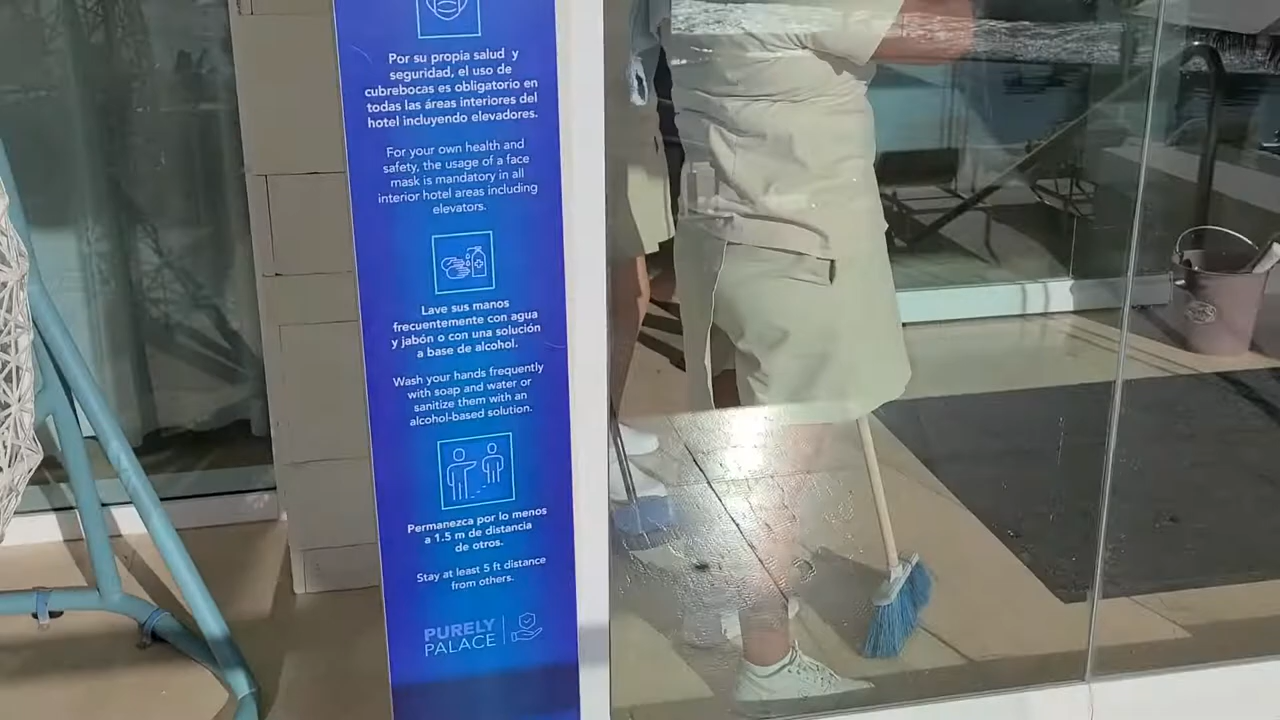 Por su propia salud y
seguridad, el uso de
cubrebocas es obligatorio en
todas las áreas interiores del
hotel incluyendo elevadores.
For your own health and
safety, the usage of a face
mask is mandatory in all
interior hotel areas including
elevators.
Lave sus manos
frecuentemente con agua
y jabón o con una solución
a base de alcohol.
Wash your hands frequently
with soap and water or
sanitize them with an
alcohol-based solution.
Permanezca por lo menos
a 1.5 m de distancia
de otros.
Stay at least 5 ft distance
from others.
PURELY
PALACE